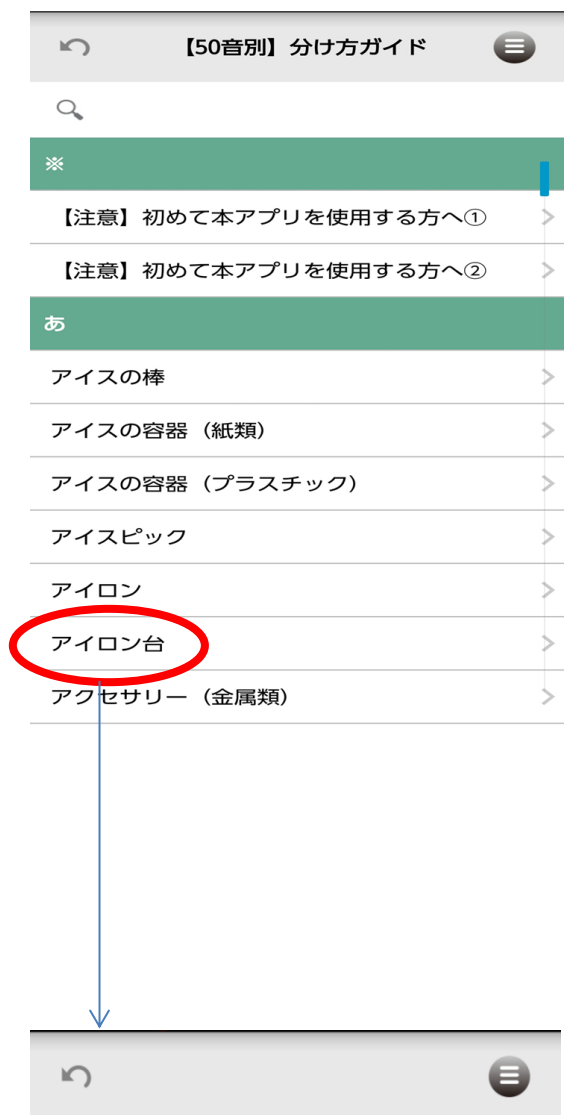 【50音別】分け方ガイド
※
【注意】初めて本アプリを使用する方へ①
【注意】初めて本アプリを使用する方へ②
あ
アイスの棒
アイスの容器（紙類）
アイスの容器（プラスチック）
アイスピック
アイロン
アイロン台
アクセサリー（金属類）